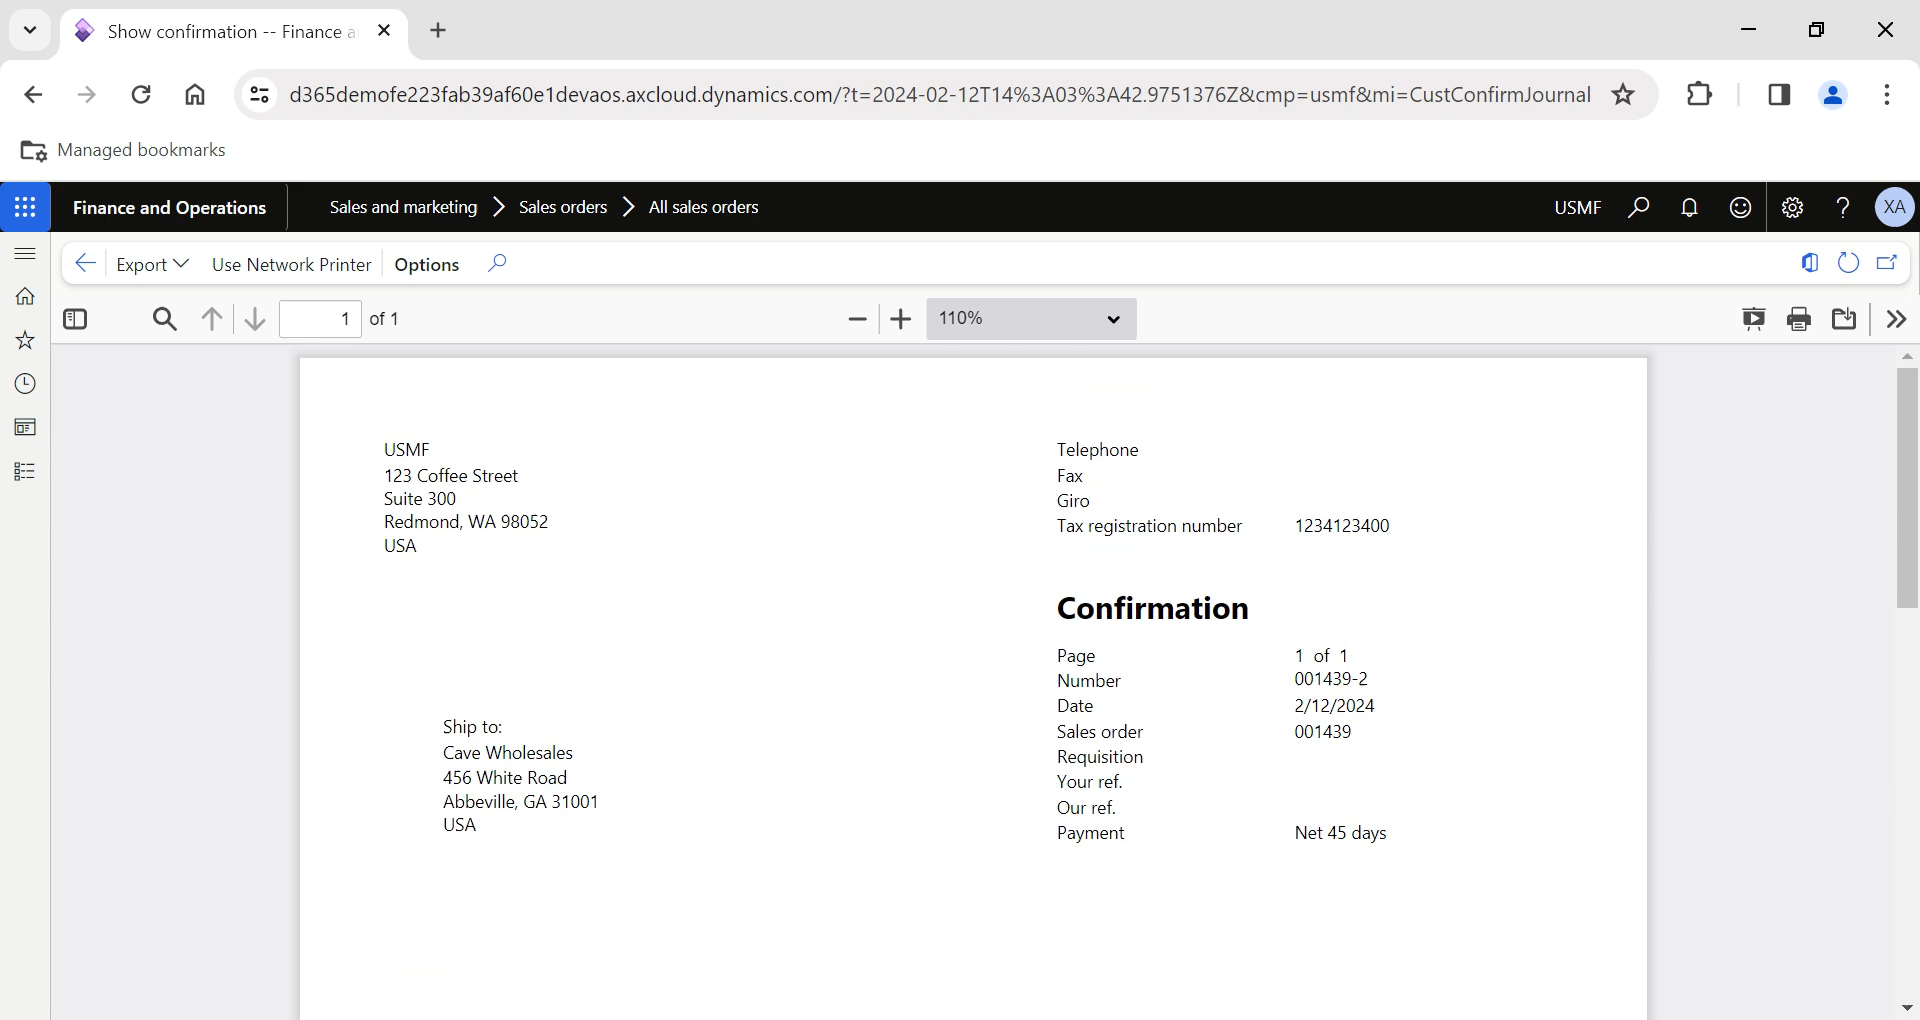 Show confirmation -- Finance a
d365demofe223fab39af60e1devaos.axcloud.dynamics.com/?t=2024-02-12T14%3A03%3A42.9751376Z&cmp=usmf&mi=CustConfirmJournal
Managed bookmarks
Finance and Operations Sales and marketing Sales orders All sales orders USMF ? XA
Export Use Network Printer Options
1 of 1 110%
USMF
123 Coffee Street
Suite 300
Redmond, WA 98052
USA
Telephone
Fax
Giro
Tax registration number 1234123400
Confirmation
Page 1 of 1
Number 001439-2
Date 2/12/2024
Sales order 001439
Requisition
Your ref.
Our ref.
Payment Net 45 days
Ship to:
Cave Wholesales
456 White Road
Abbeville, GA 31001
USA